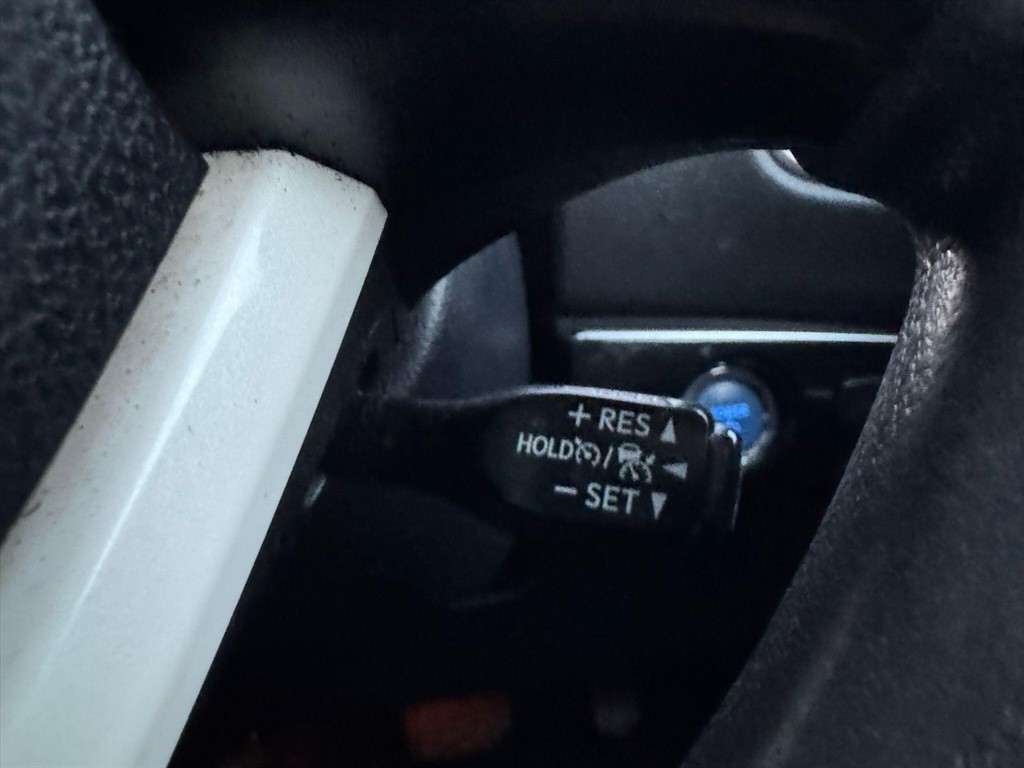 + RES ▲
HOLD / ◀
− SET ▼